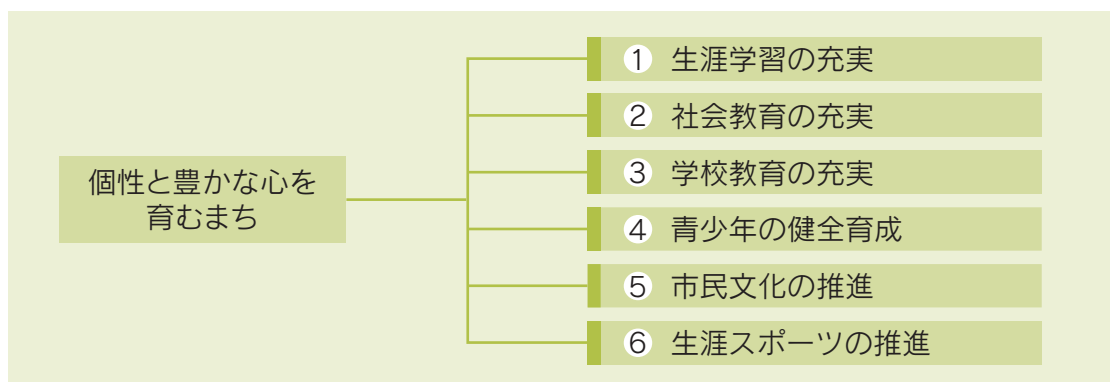 個性と豊かな心を
育むまち
① 生涯学習の充実
② 社会教育の充実
③ 学校教育の充実
④ 青少年の健全育成
⑤ 市民文化の推進
⑥ 生涯スポーツの推進